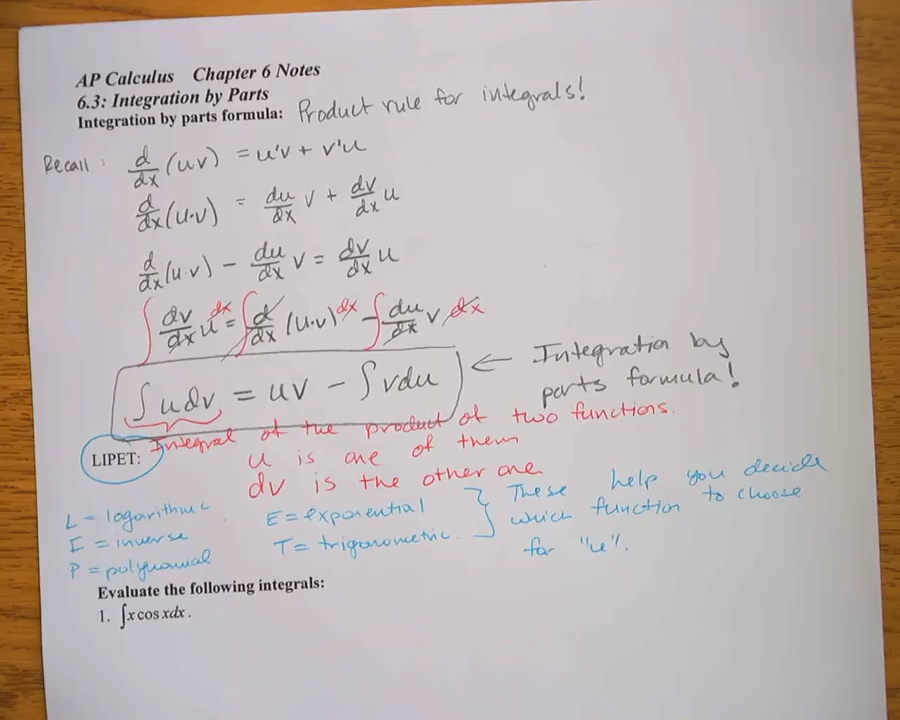 AP Calculus Chapter 6 Notes
6.3: Integration by Parts
Integration by parts formula: Product rule for integrals!
Recall: d/dx (uv) = u'v + v'u
d/dx (u·v) = du/dx v + dv/dx u
d/dx (u·v) − du/dx v = dv/dx u
∫ dv/dx u dx = ∫ d/dx (u·v) dx − ∫ du/dx v dx
∫ u dv = uv − ∫ v du ← Integration by parts formula!
Integral of the product of two functions.
u is one of them
dv is the other one
LIPET:
L = logarithmic
I = inverse
P = polynomial
E = exponential
T = trigonometric.
These help you decide
which function to choose
for "u".
Evaluate the following integrals:
1. ∫x cos xdx.